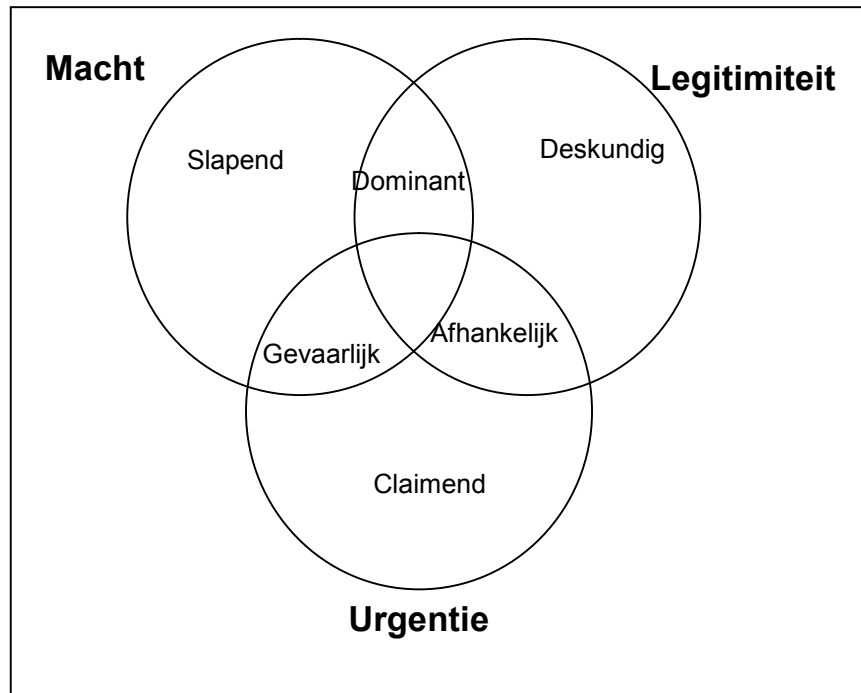 Macht
Legitimiteit
Slapend
Deskundig
Dominant
Afhankelijk
Gevaarlijk
Claimend
Urgentie